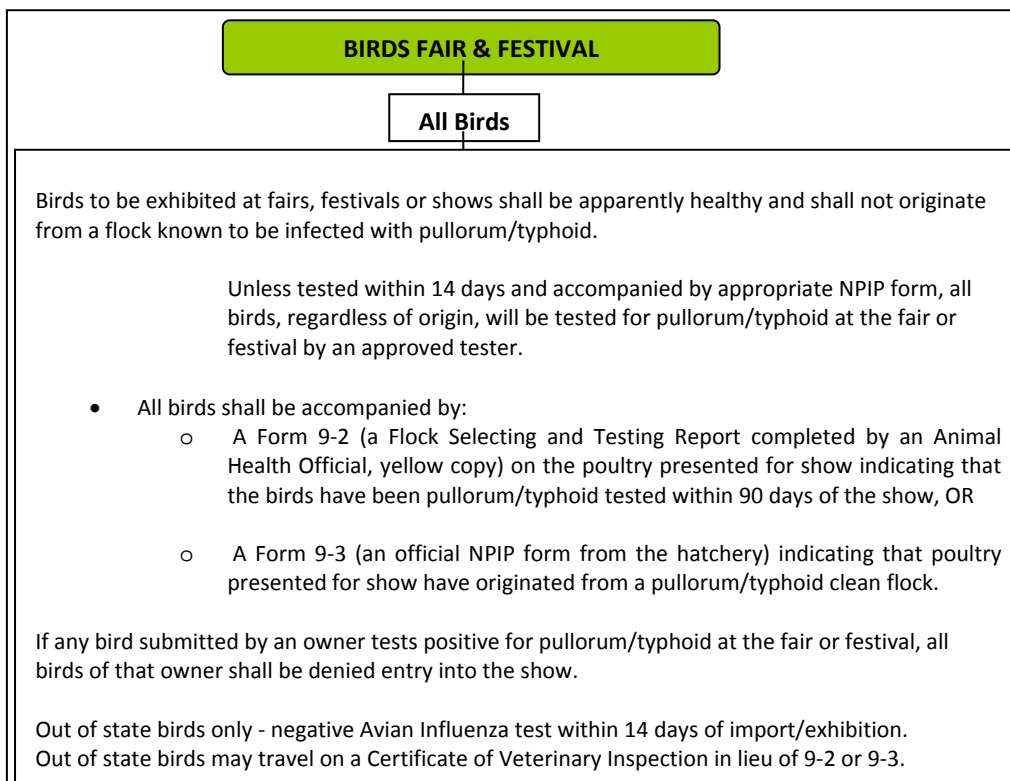 BIRDS FAIR & FESTIVAL
All Birds
Birds to be exhibited at fairs, festivals or shows shall be apparently healthy and shall not originate
from a flock known to be infected with pullorum/typhoid.
Unless tested within 14 days and accompanied by appropriate NPIP form, all
birds, regardless of origin, will be tested for pullorum/typhoid at the fair or
festival by an approved tester.
• All birds shall be accompanied by:
o A Form 9-2 (a Flock Selecting and Testing Report completed by an Animal
Health Official, yellow copy) on the poultry presented for show indicating that
the birds have been pullorum/typhoid tested within 90 days of the show, OR
o A Form 9-3 (an official NPIP form from the hatchery) indicating that poultry
presented for show have originated from a pullorum/typhoid clean flock.
If any bird submitted by an owner tests positive for pullorum/typhoid at the fair or festival, all
birds of that owner shall be denied entry into the show.
Out of state birds only - negative Avian Influenza test within 14 days of import/exhibition.
Out of state birds may travel on a Certificate of Veterinary Inspection in lieu of 9-2 or 9-3.